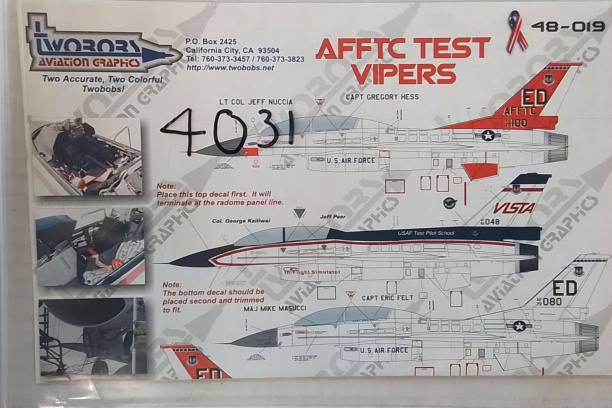 TWOBOBS
AVIATION GRAPHICS
Two Accurate, Two Colorful
Twobobs!
P.O. Box 2425
California City, CA 93504
Tel: 760-373-3457 / 760-373-3823
http://www.twobobs.net
AFFTC TEST
VIPERS
48-019
4031
LT COL JEFF NUCCIA
CAPT GREGORY HESS
ED
AFFTC
100
U.S. AIR FORCE
Note:
Place this top decal first. It will
terminate at the radome panel line.
VISTA
048
Col. George Kailiwai
Jeff Peer
USAF Test Pilot School
In Flight Simulator
Note:
The bottom decal should be
placed second and trimmed
to fit.
CAPT ERIC FELT
MAJ MIKE MASUCCI
ED
080
U.S. AIR FORCE
ED